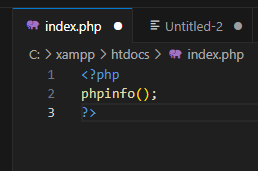 index.php Untitled-2
C: > xampp > htdocs > index.php
1 <?php
2 phpinfo();
3 ?>